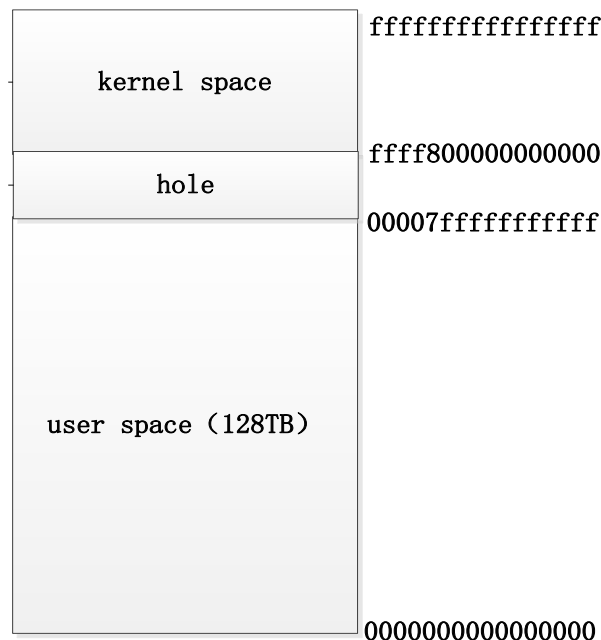 ffffffffffffffff
kernel space
ffff800000000000
hole
00007fffffffffff
user space（128TB）
0000000000000000